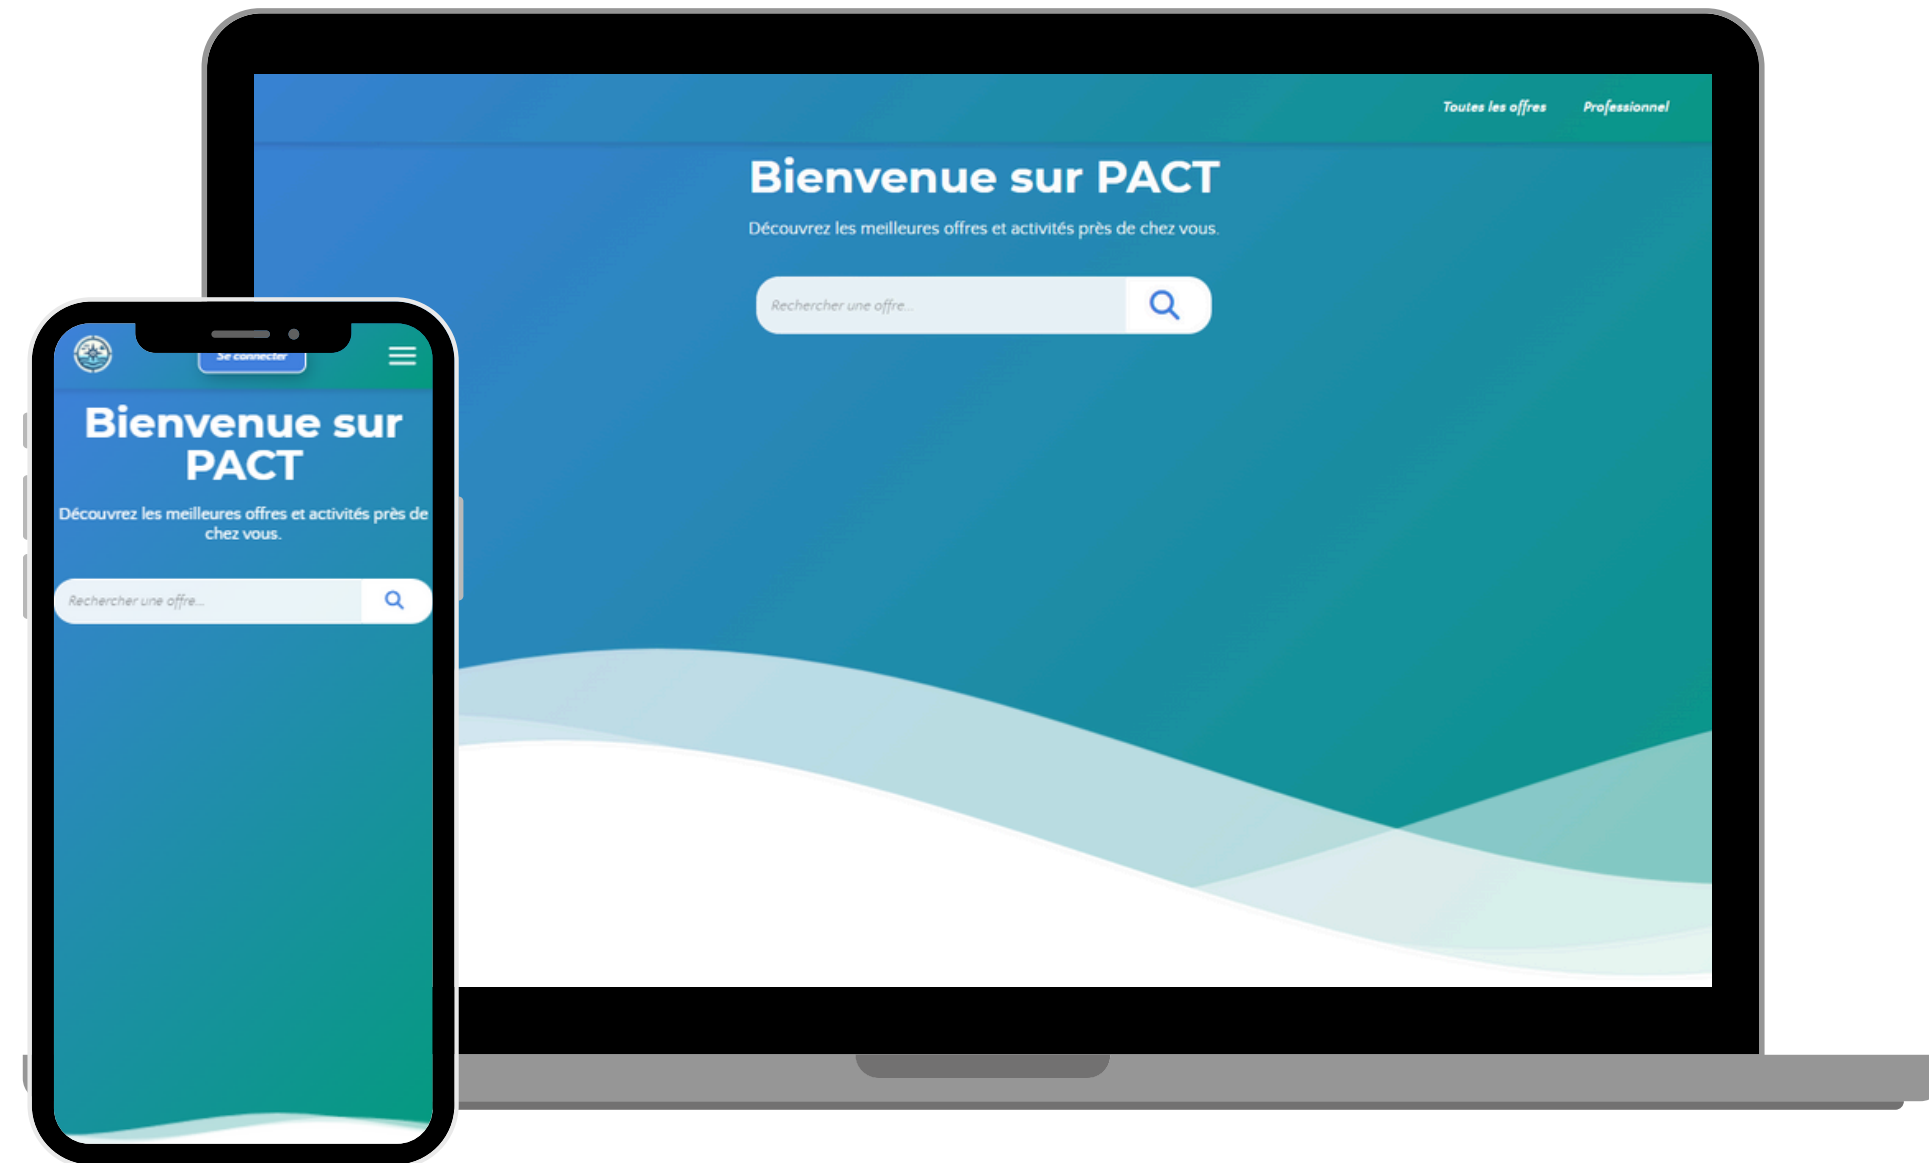 Toutes les offres Professionnel
Bienvenue sur PACT
Découvrez les meilleures offres et activités près de chez vous.
Rechercher une offre...
Se connecter
Bienvenue sur
PACT
Découvrez les meilleures offres et activités près de
chez vous.
Rechercher une offre...